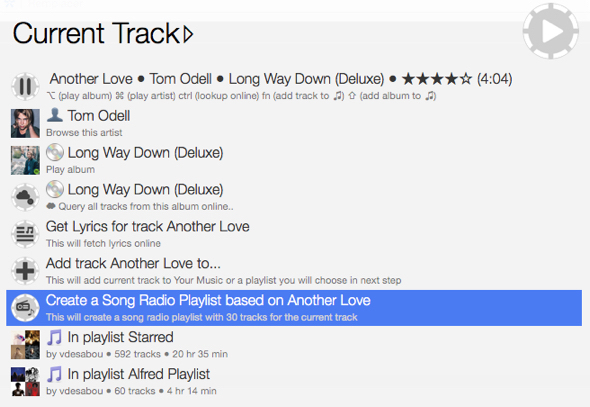 Current Track
Another Love ● Tom Odell ● Long Way Down (Deluxe) ● ★★★★☆ (4:04)
⌥ (play album) ⌘ (play artist) ctrl (lookup online) fn (add track to ♫) ⇧ (add album to ♫)
Tom Odell
Browse this artist
Long Way Down (Deluxe)
Play album
Long Way Down (Deluxe)
Query all tracks from this album online..
Get Lyrics for track Another Love
This will fetch lyrics online
Add track Another Love to...
This will add current track to Your Music or a playlist you will choose in next step
Create a Song Radio Playlist based on Another Love
This will create a song radio playlist with 30 tracks for the current track
In playlist Starred
by vdesabou ● 592 tracks ● 20 hr 35 min
In playlist Alfred Playlist
by vdesabou ● 60 tracks ● 4 hr 14 min